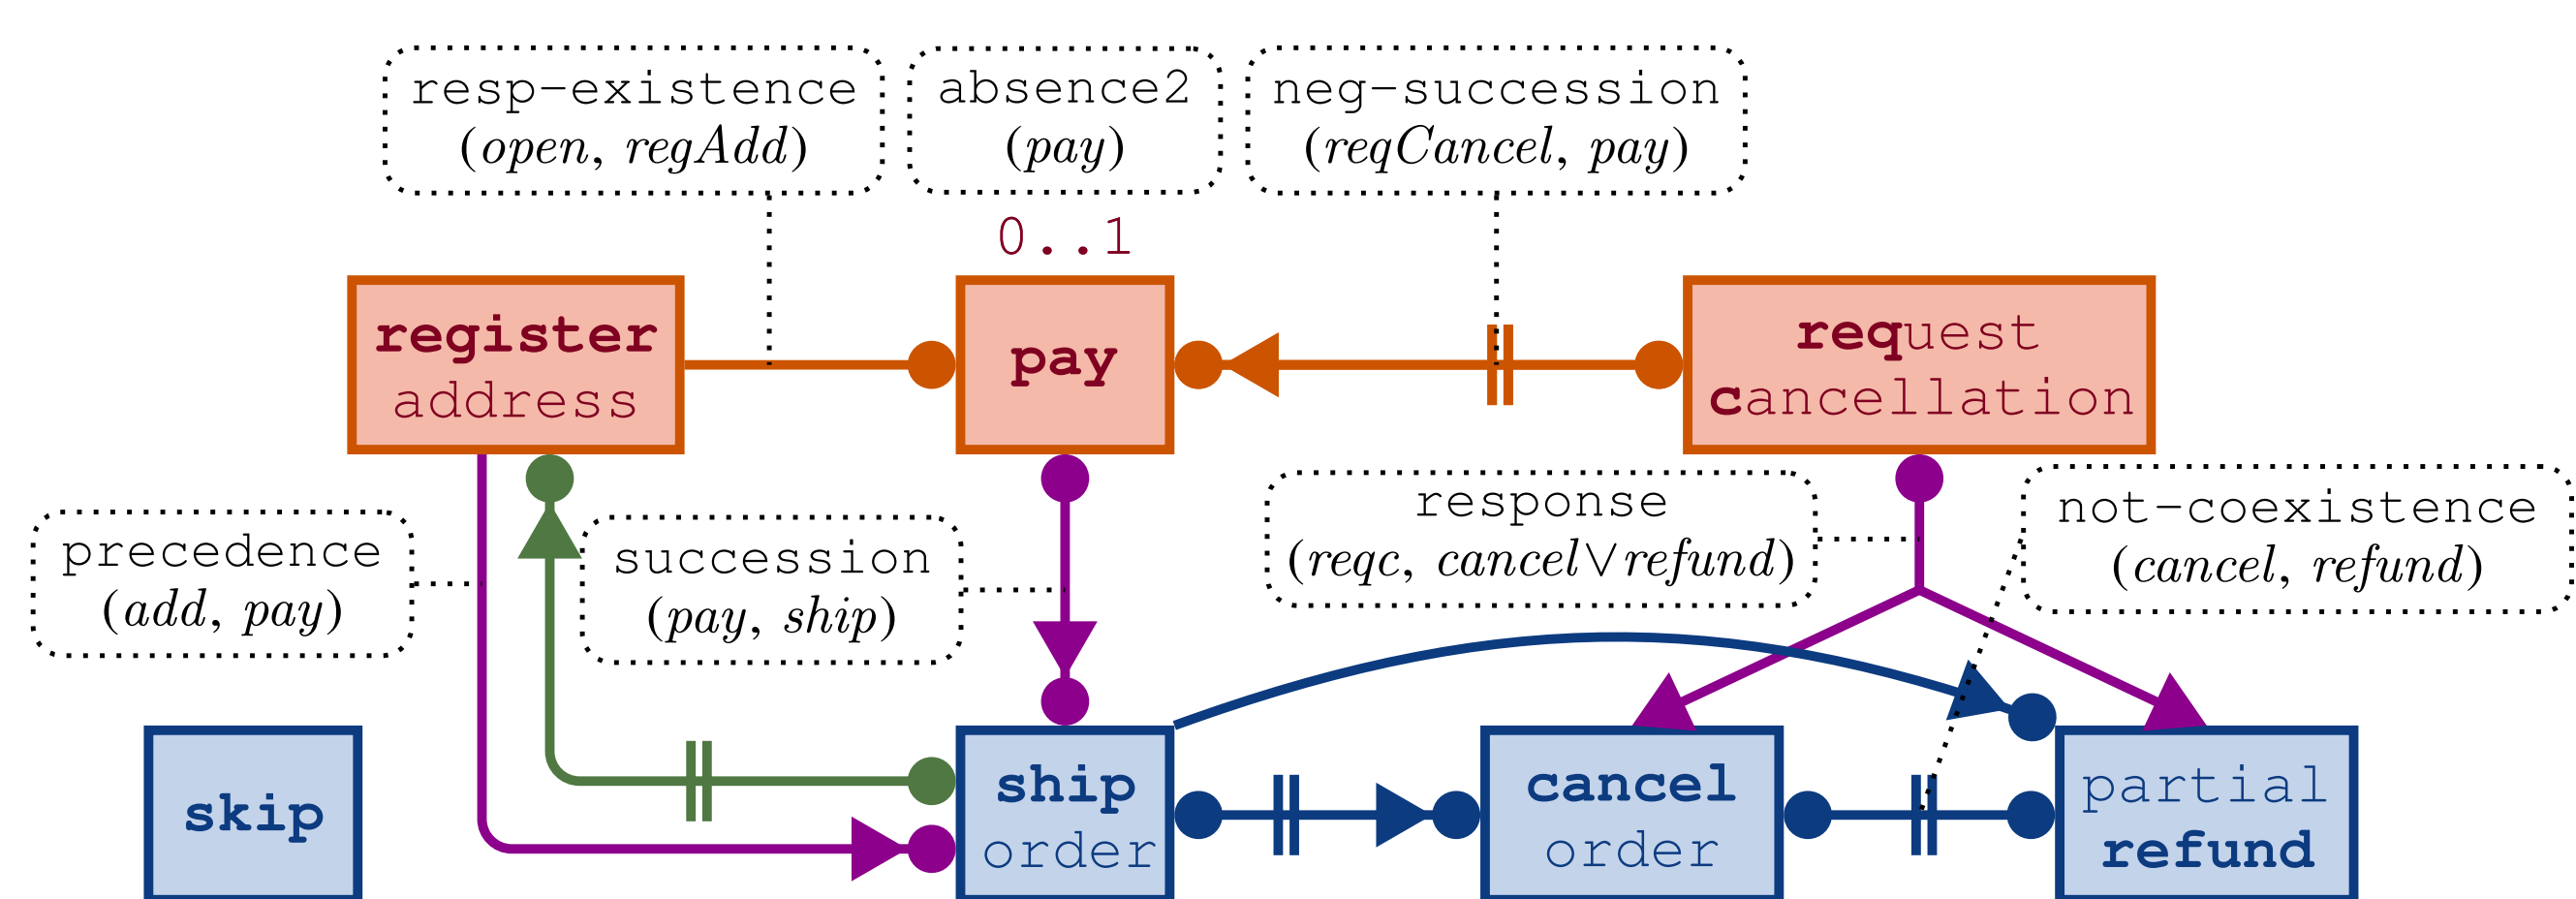 resp-existence
(open, regAdd)
absence2
(pay)
neg-succession
(reqCancel, pay)
0..1
register
address
pay
request
cancellation
precedence
(add, pay)
succession
(pay, ship)
response
(reqc, cancel∨refund)
not-coexistence
(cancel, refund)
skip
ship
order
cancel
order
partial
refund